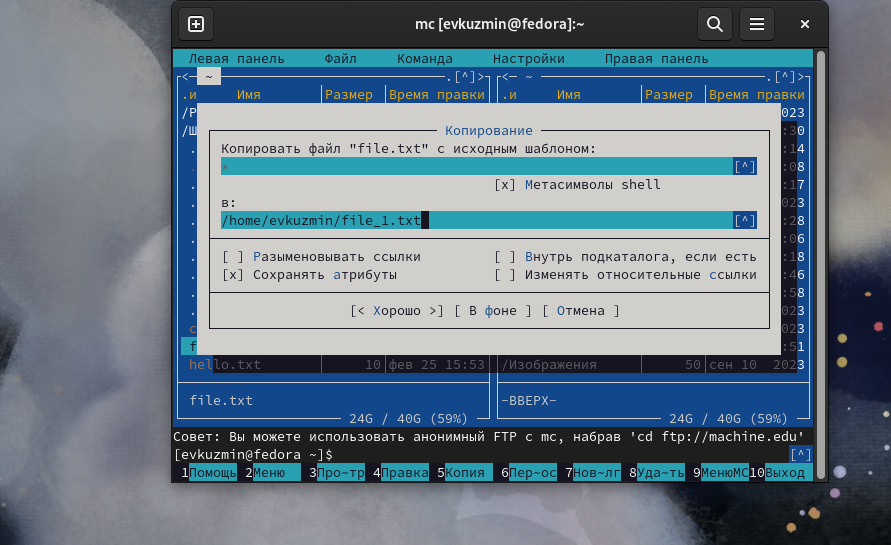 mc [evkuzmin@fedora]:~
Левая панель Файл Команда Настройки Правая панель
<— ~ .[^]> <— ~ .[^]>
.и Имя Размер Время правки .и Имя Размер Время правки
/Р 023
/Ш :30
Копирование
:14
Копировать файл "file.txt" с исходным шаблоном:
:08
* [^]
[x] Метасимволы shell :17
в: 023
/home/evkuzmin/file_1.txt [^] :28
:06
[ ] Разыменовывать ссылки [ ] Внутрь подкаталога, если есть :18
[x] Сохранять атрибуты [ ] Изменять относительные ссылки :46
:58
[< Хорошо >] [ В фоне ] [ Отмена ] 023
с 023
f :51
hello.txt 10 фев 25 15:53 /Изображения 50 сен 10 2023
file.txt -ВВЕРХ-
24G / 40G (59%) 24G / 40G (59%)
Совет: Вы можете использовать анонимный FTP с mc, набрав 'cd ftp://machine.edu'
[evkuzmin@fedora ~]$ [^]
1Помощь 2Меню 3Про~тр 4Правка 5Копия 6Пер~ос 7Нов~лг 8Уда~ть 9МенюМС 10Выход